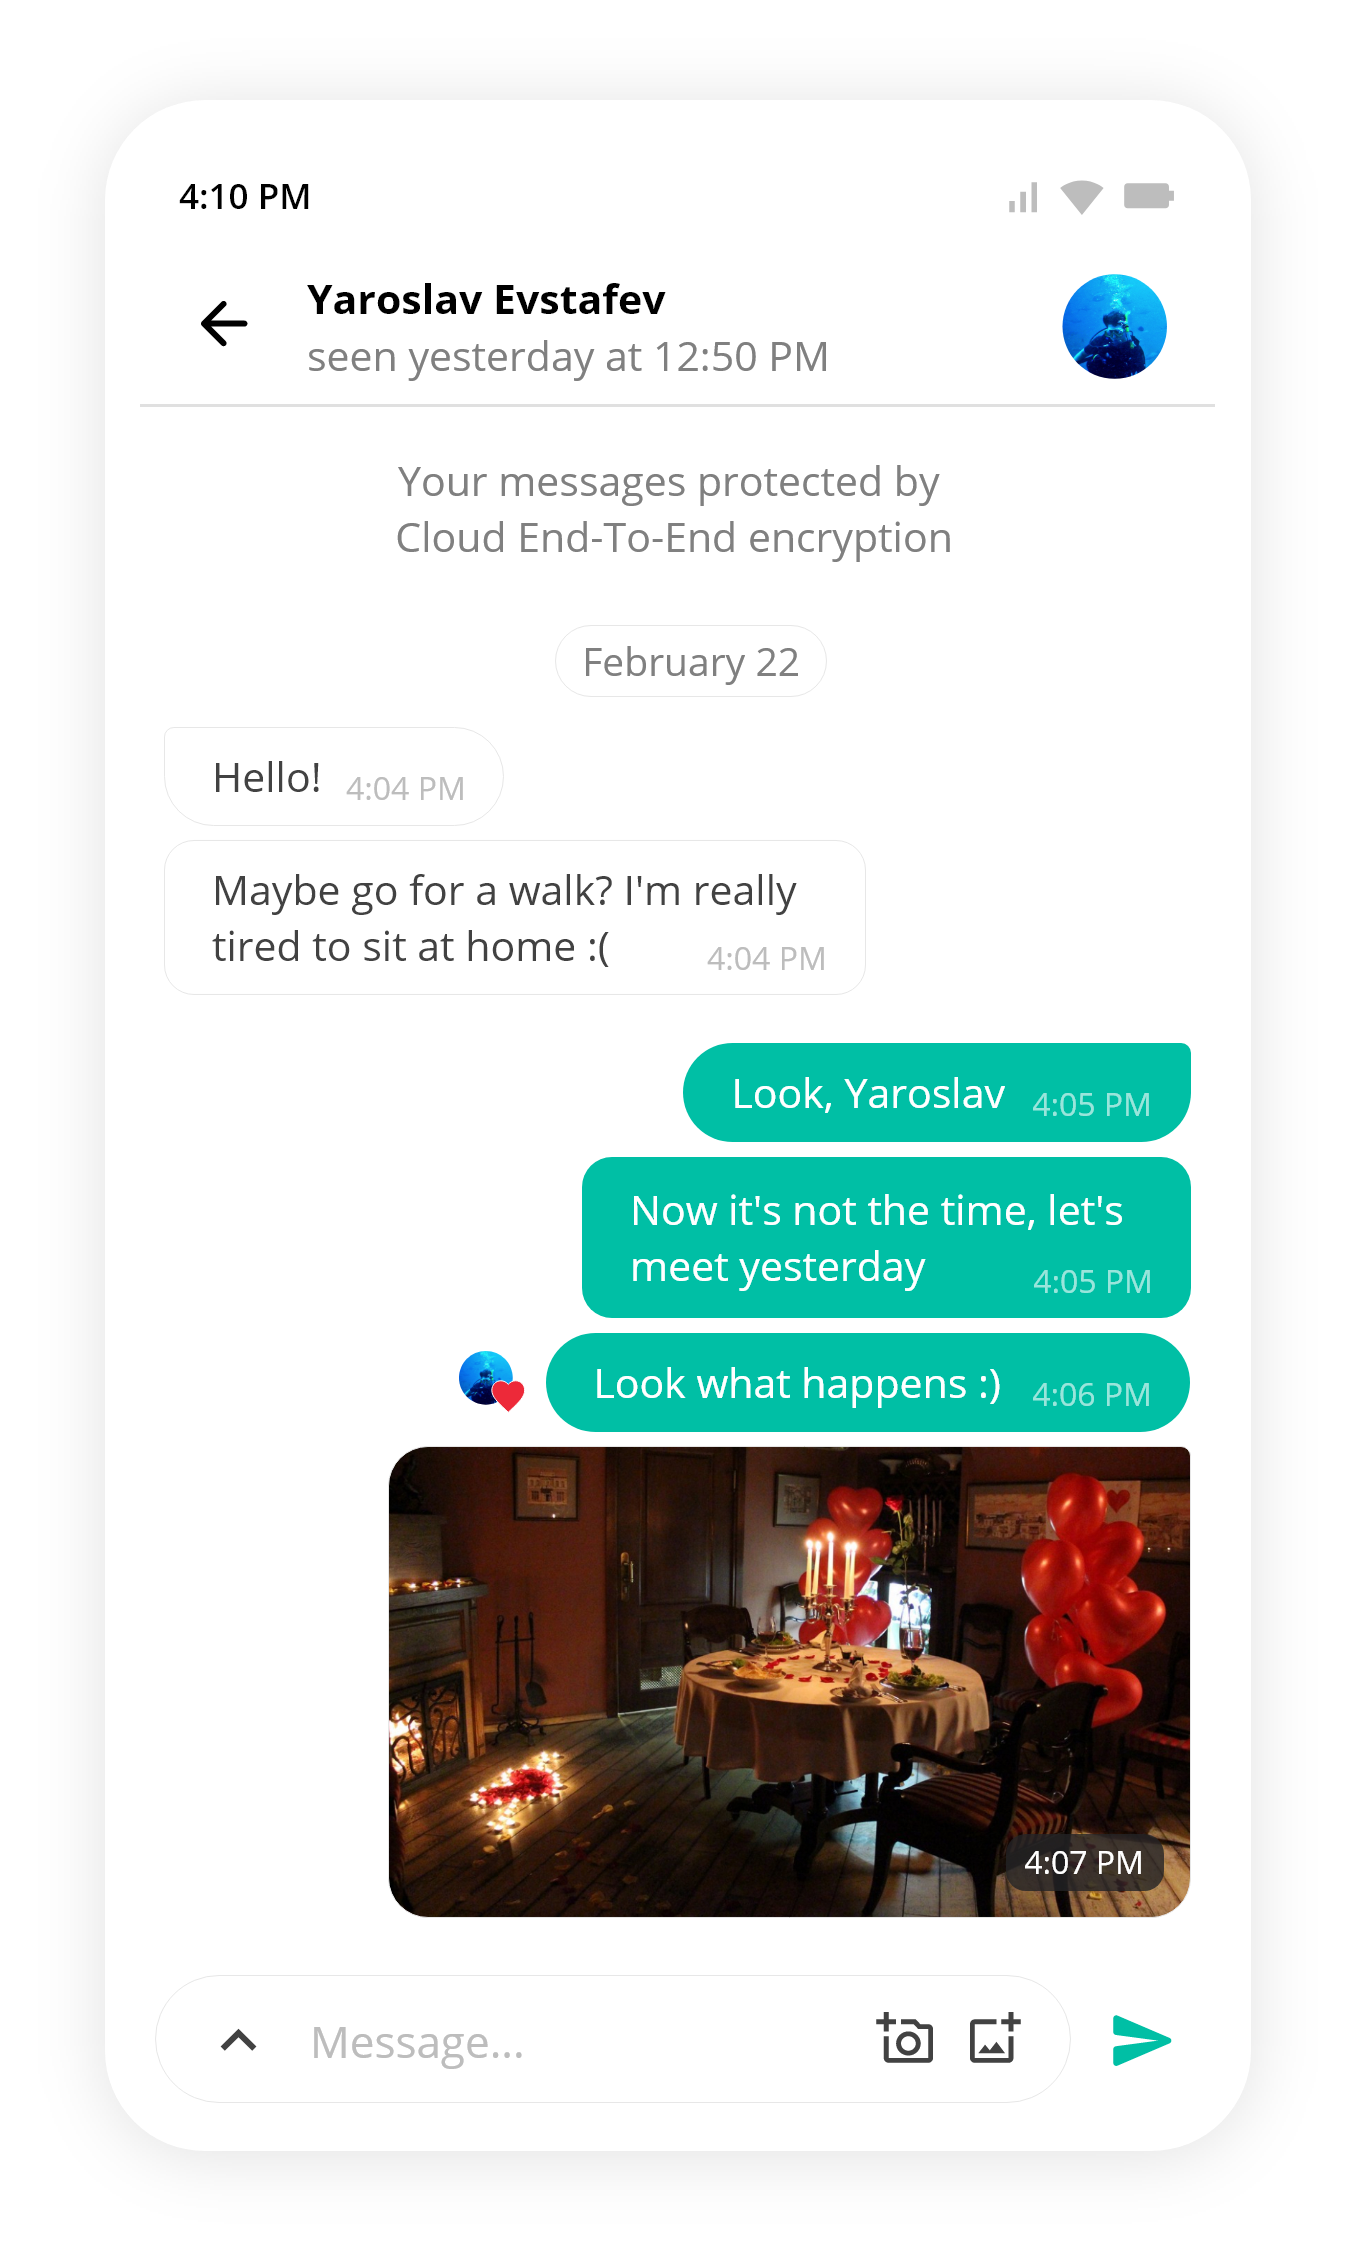 4:10 PM
Yaroslav Evstafev
seen yesterday at 12:50 PM
Your messages protected by
Cloud End-To-End encryption
February 22
Hello! 4:04 PM
Maybe go for a walk? I'm really
tired to sit at home :( 4:04 PM
Look, Yaroslav 4:05 PM
Now it's not the time, let's
meet yesterday 4:05 PM
Look what happens :) 4:06 PM
4:07 PM
Message...